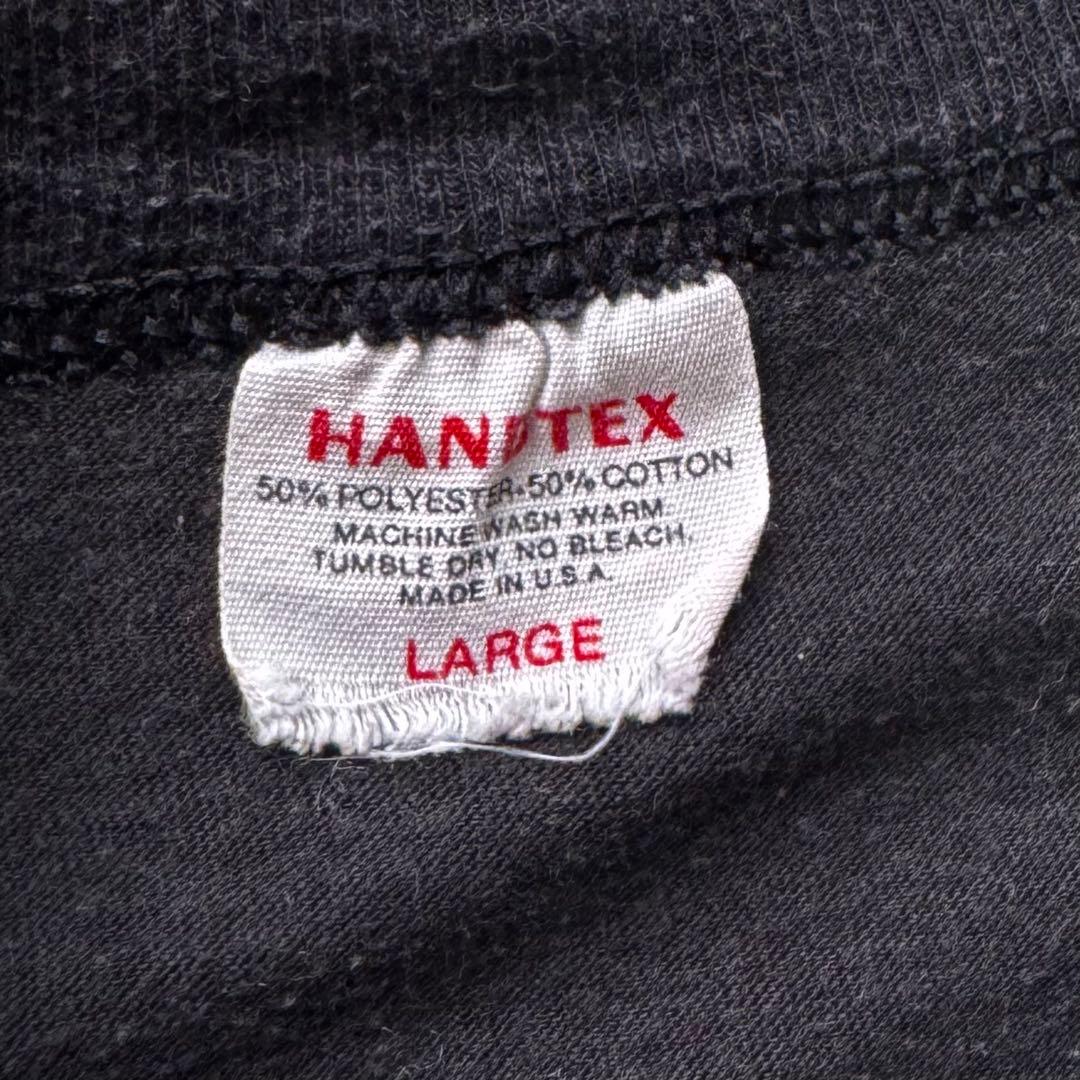 HANDTEX
50% POLYESTER-50% COTTON
MACHINE WASH WARM
TUMBLE DRY NO BLEACH.
MADE IN U.S.A.
LARGE